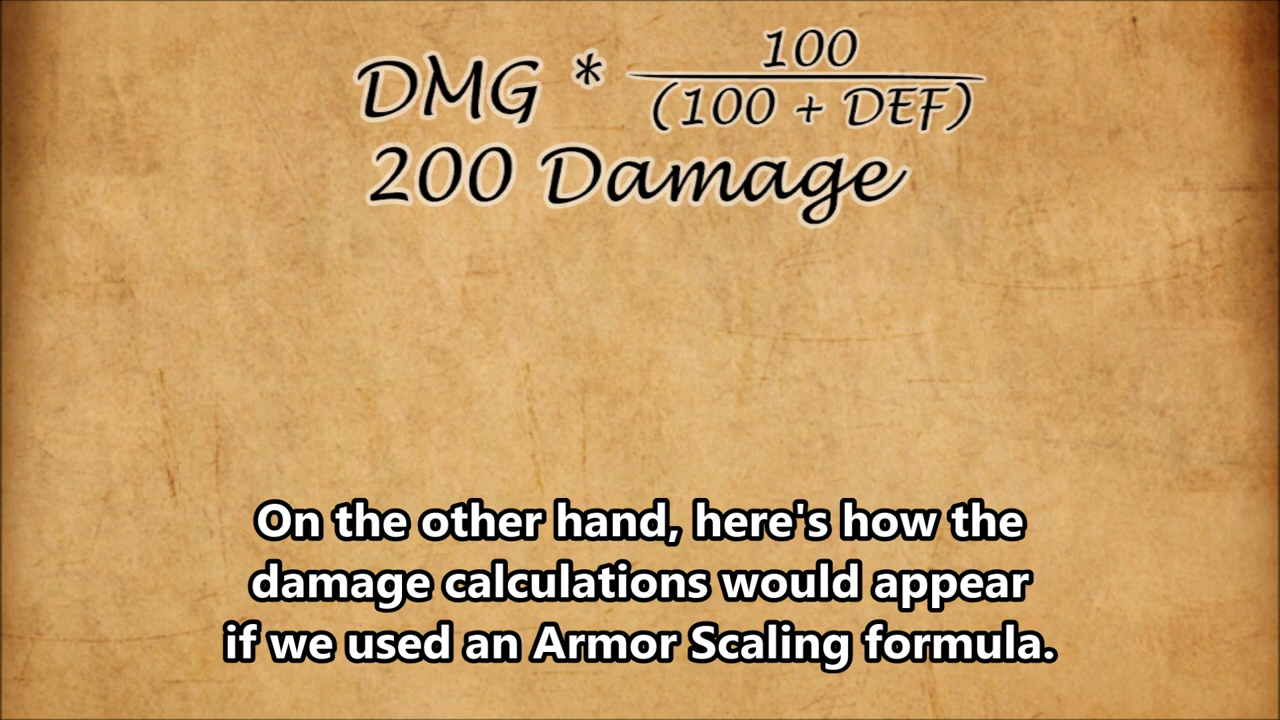 DMG * 100 / (100 + DEF)
200 Damage
On the other hand, here's how the
damage calculations would appear
if we used an Armor Scaling formula.